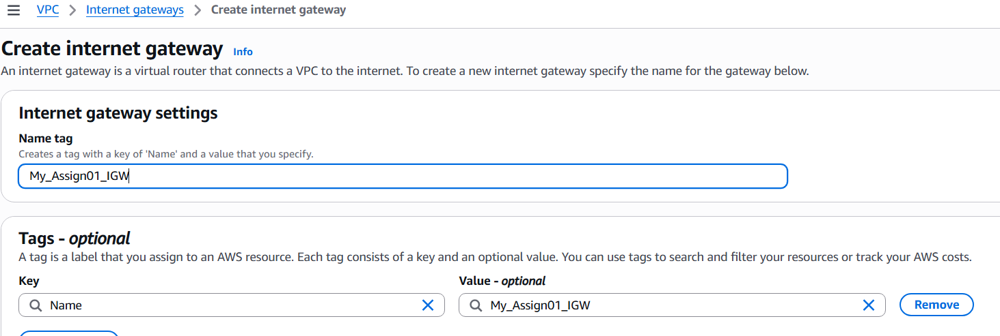 VPC > Internet gateways > Create internet gateway
Create internet gateway Info
An internet gateway is a virtual router that connects a VPC to the internet. To create a new internet gateway specify the name for the gateway below.
Internet gateway settings
Name tag
Creates a tag with a key of 'Name' and a value that you specify.
My_Assign01_IGW
Tags - optional
A tag is a label that you assign to an AWS resource. Each tag consists of a key and an optional value. You can use tags to search and filter your resources or track your AWS costs.
Key Value - optional
Name My_Assign01_IGW Remove